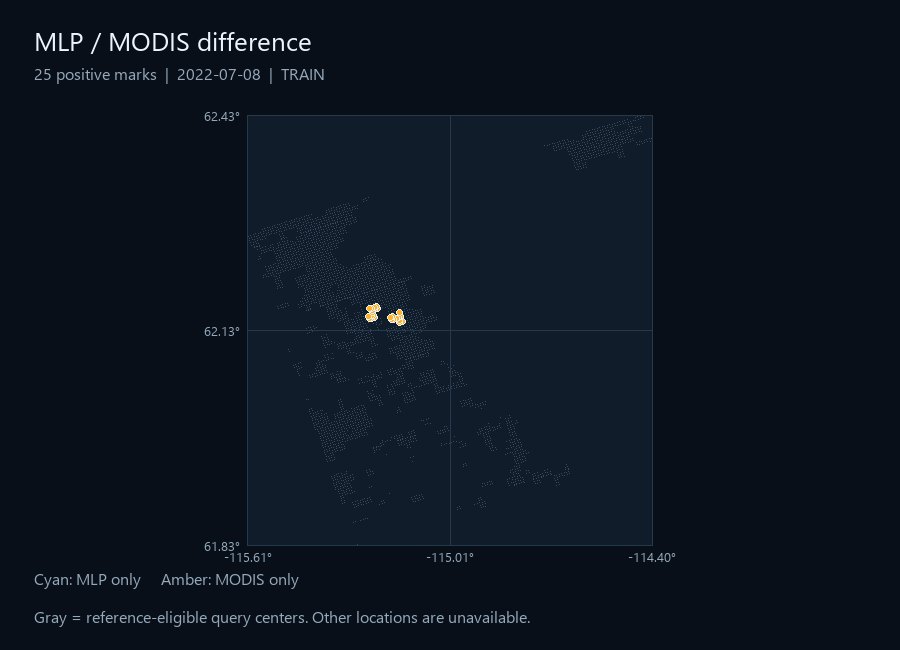 MLP / MODIS difference
25 positive marks | 2022-07-08 | TRAIN
62.43°
62.13°
61.83°
-115.61° -115.01° -114.40°
Cyan: MLP only Amber: MODIS only
Gray = reference-eligible query centers. Other locations are unavailable.